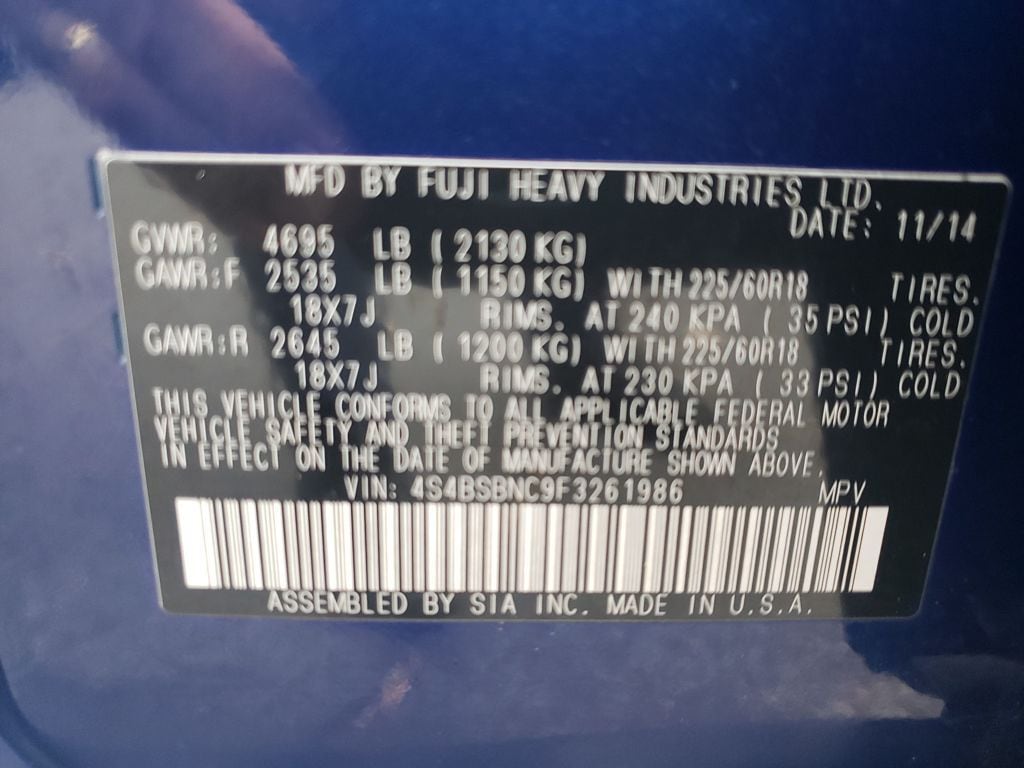 MFD BY FUJI HEAVY INDUSTRIES LTD.
DATE: 11/14
GVWR: 4695 LB ( 2130 KG)
GAWR:F 2535 LB ( 1150 KG) WITH 225/60R18 TIRES.
18X7J RIMS. AT 240 KPA ( 35 PSI) COLD
GAWR:R 2645 LB ( 1200 KG) WITH 225/60R18 TIRES.
18X7J RIMS. AT 230 KPA ( 33 PSI) COLD
THIS VEHICLE CONFORMS TO ALL APPLICABLE FEDERAL MOTOR
VEHICLE SAFETY AND THEFT PREVENTION STANDARDS
IN EFFECT ON THE DATE OF MANUFACTURE SHOWN ABOVE.
VIN: 4S4BSBNC9F3261986 MPV
ASSEMBLED BY SIA INC. MADE IN U.S.A.